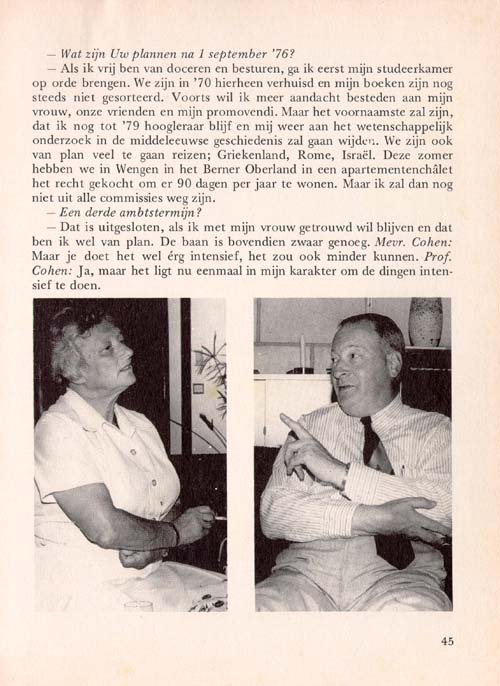 — Wat zijn Uw plannen na 1 september '76?
— Als ik vrij ben van doceren en besturen, ga ik eerst mijn studeerkamer
op orde brengen. We zijn in '70 hierheen verhuisd en mijn boeken zijn nog
steeds niet gesorteerd. Voorts wil ik meer aandacht besteden aan mijn
vrouw, onze vrienden en mijn promovendi. Maar het voornaamste zal zijn,
dat ik nog tot '79 hoogleraar blijf en mij weer aan het wetenschappelijk
onderzoek in de middeleeuwse geschiedenis zal gaan wijden. We zijn ook
van plan veel te gaan reizen; Griekenland, Rome, Israël. Deze zomer
hebben we in Wengen in het Berner Oberland in een apartementenchâlet
het recht gekocht om er 90 dagen per jaar te wonen. Maar ik zal dan nog
niet uit alle commissies weg zijn.
— Een derde ambtstermijn?
— Dat is uitgesloten, als ik met mijn vrouw getrouwd wil blijven en dat
ben ik wel van plan. De baan is bovendien zwaar genoeg. Mevr. Cohen:
Maar je doet het wel érg intensief, het zou ook minder kunnen. Prof.
Cohen: Ja, maar het ligt nu eenmaal in mijn karakter om de dingen inten-
sief te doen.
45